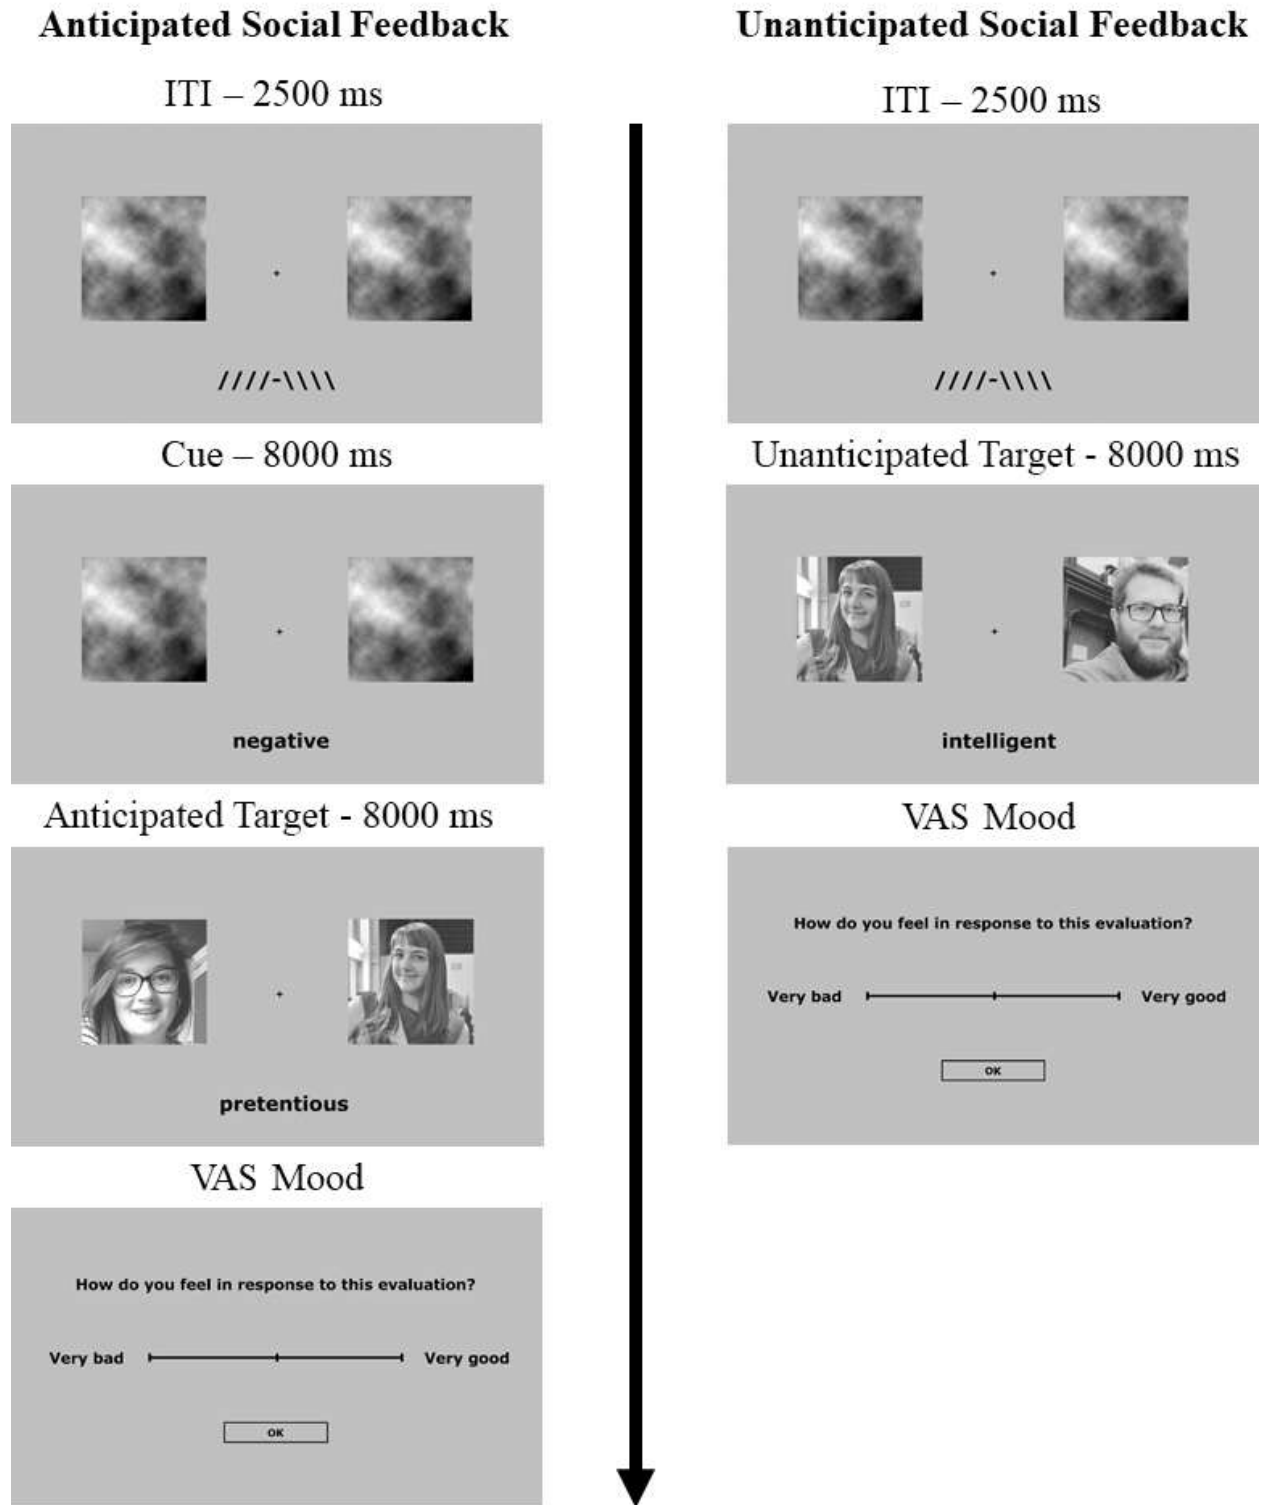 Anticipated Social Feedback
ITI – 2500 ms
////-\\\\
Cue – 8000 ms
negative
Anticipated Target - 8000 ms
pretentious
VAS Mood
How do you feel in response to this evaluation?
Very bad
Very good
OK
Unanticipated Social Feedback
ITI – 2500 ms
////-\\\\
Unanticipated Target - 8000 ms
intelligent
VAS Mood
How do you feel in response to this evaluation?
Very bad
Very good
OK